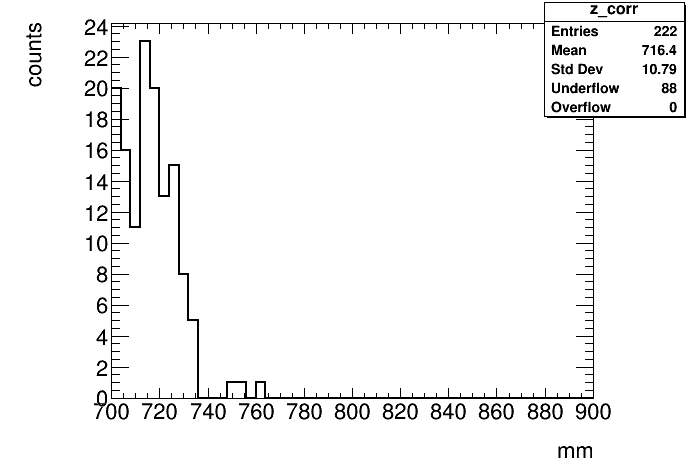 z_corr
Entries 222
Mean 716.4
Std Dev 10.79
Underflow 88
Overflow 0
counts
24
22
20
18
16
14
12
10
8
6
4
2
0
700 720 740 760 780 800 820 840 860 880 900
mm